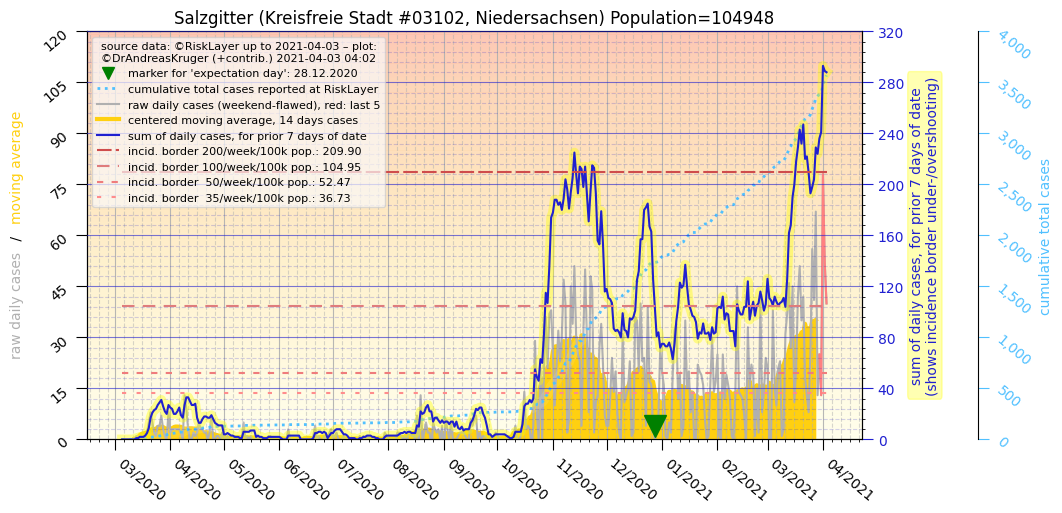 Salzgitter (Kreisfreie Stadt #03102, Niedersachsen) Population=104948
source data: ©RiskLayer up to 2021-04-03 – plot:
©DrAndreasKruger (+contrib.) 2021-04-03 04:02
marker for 'expectation day': 28.12.2020
cumulative total cases reported at RiskLayer
raw daily cases (weekend-flawed), red: last 5
centered moving average, 14 days cases
sum of daily cases, for prior 7 days of date
incid. border 200/week/100k pop.: 209.90
incid. border 100/week/100k pop.: 104.95
incid. border  50/week/100k pop.: 52.47
incid. border  35/week/100k pop.: 36.73
raw daily cases  /  moving average
120
105
90
75
60
45
30
15
0
320
280
240
200
160
120
80
40
0
sum of daily cases, for prior 7 days of date
(shows incidence border under-/overshooting)
4,000
3,500
3,000
2,500
2,000
1,500
1,000
500
0
cumulative total cases
03/2020
04/2020
05/2020
06/2020
07/2020
08/2020
09/2020
10/2020
11/2020
12/2020
01/2021
02/2021
03/2021
04/2021